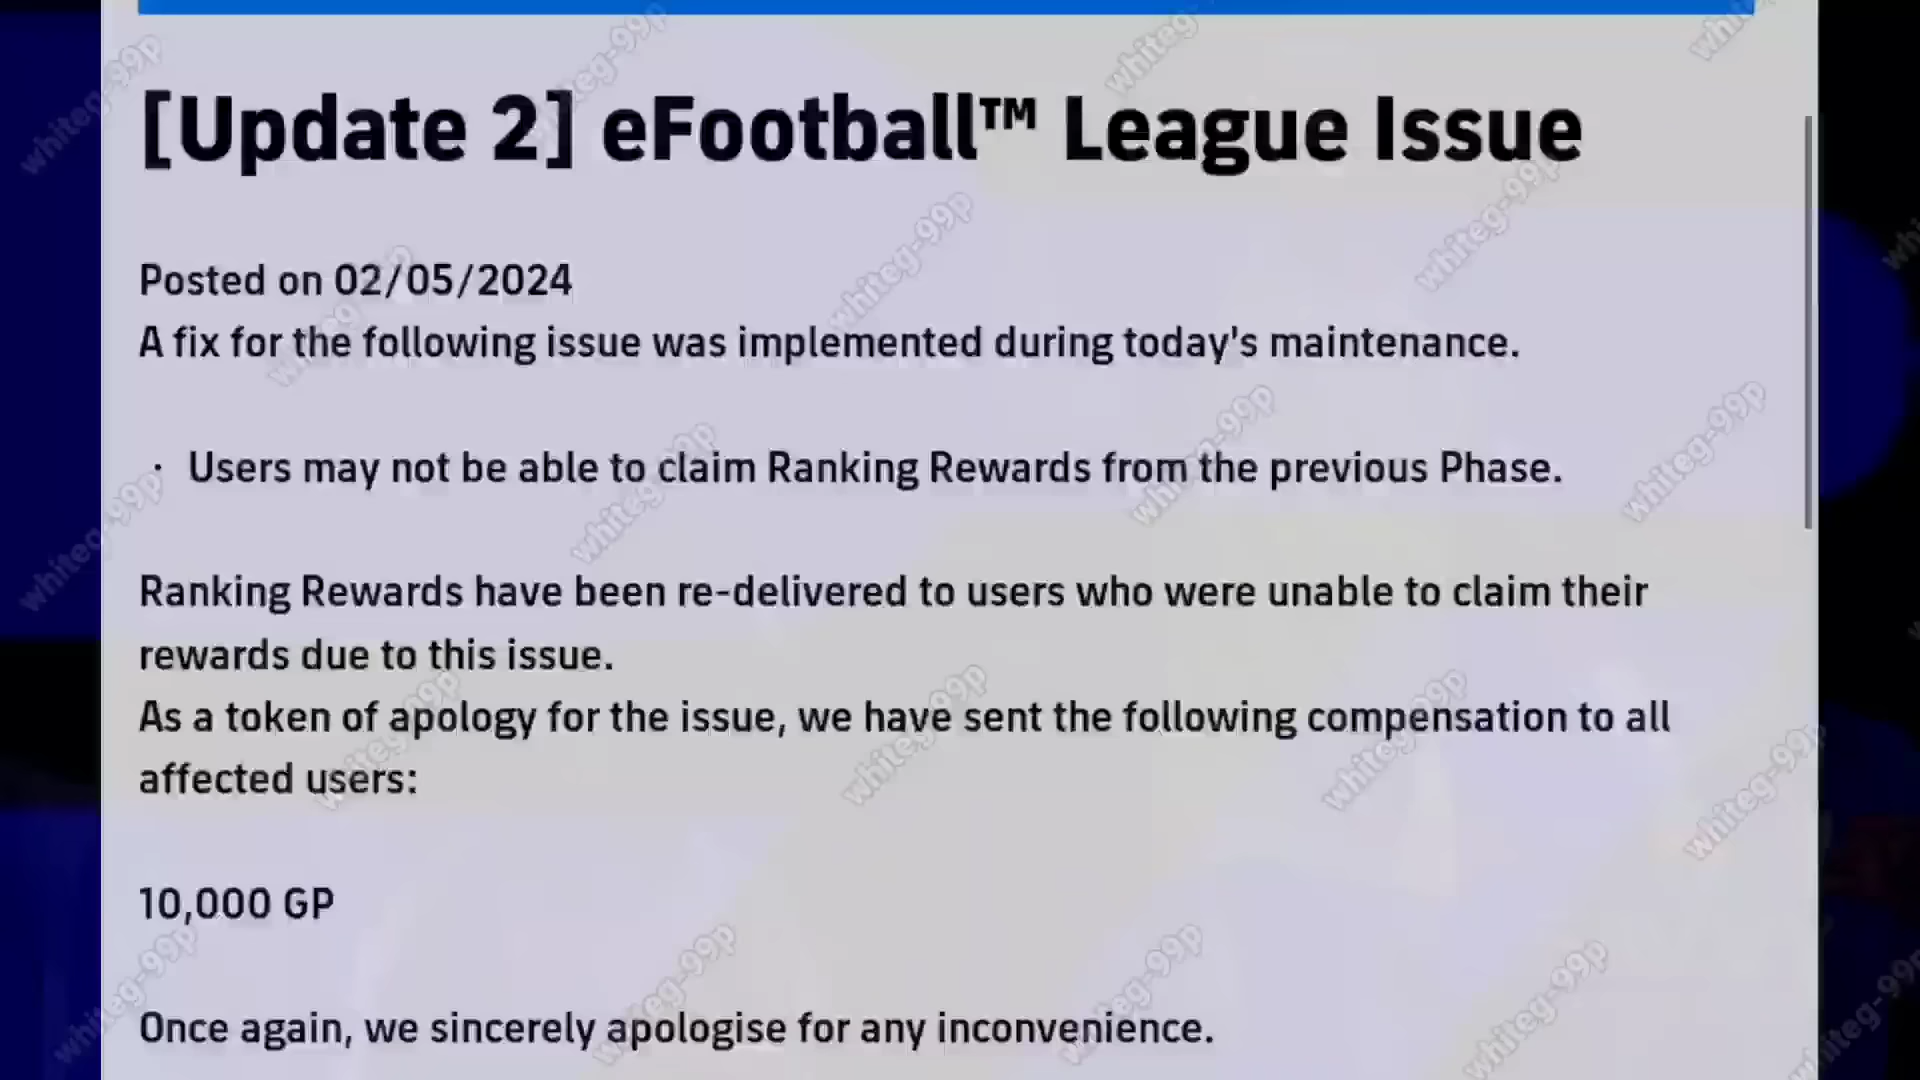 [Update 2] eFootball™ League Issue
Posted on 02/05/2024
A fix for the following issue was implemented during today's maintenance.
· Users may not be able to claim Ranking Rewards from the previous Phase.
Ranking Rewards have been re-delivered to users who were unable to claim their
rewards due to this issue.
As a token of apology for the issue, we have sent the following compensation to all
affected users:
10,000 GP
Once again, we sincerely apologise for any inconvenience.
whiteg-99p